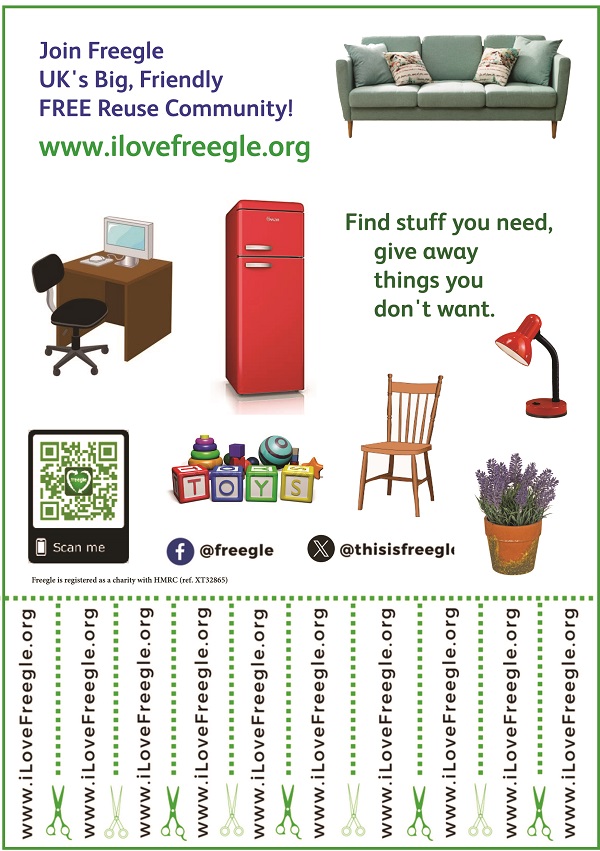 Join Freegle
UK's Big, Friendly
FREE Reuse Community!
www.ilovefreegle.org
Find stuff you need,
give away
things you
don't want.
TOYS
Scan me
@freegle
@thisisfreegle
Freegle is registered as a charity with HMRC (ref. XT32865)
www.iLoveFreegle.org
www.iLoveFreegle.org
www.iLoveFreegle.org
www.iLoveFreegle.org
www.iLoveFreegle.org
www.iLoveFreegle.org
www.iLoveFreegle.org
www.iLoveFreegle.org
www.iLoveFreegle.org
www.iLoveFreegle.org